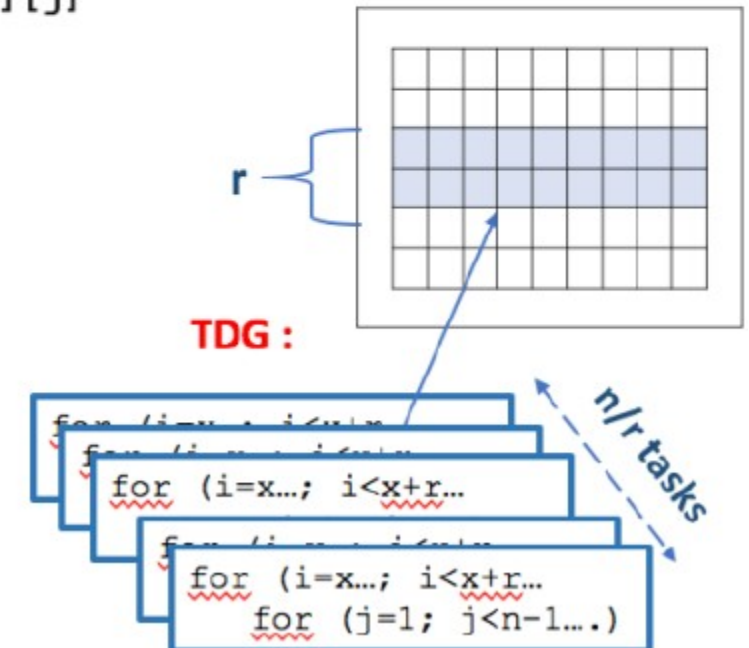 ][j]
r
TDG :
n/r tasks
for (i=x…; i<x+r…
for (i=x…; i<x+r…
for (j=1; j<n-1….)